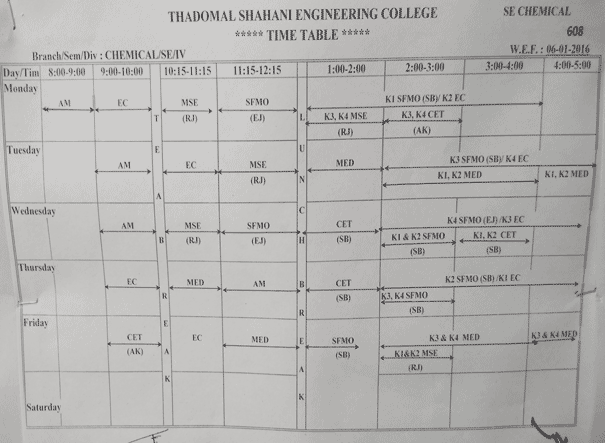 THADOMAL SHAHANI ENGINEERING COLLEGE SE CHEMICAL
***** TIME TABLE ***** 608
Branch/Sem/Div : CHEMICAL/SE/IV W.E.F. : 06-01-2016
Day/Tim 8:00-9:00 9:00-10:00 10:15-11:15 11:15-12:15 1:00-2:00 2:00-3:00 3:00-4:00 4:00-5:00
Monday
K1 SFMO (SB)/ K2 EC
AM EC MSE SFMO
T (RJ) (EJ) L K3, K4 MSE K3, K4 CET
(RJ) (AK)
Tuesday E U
AM EC MSE MED K3 SFMO (SB)/ K4 EC
(RJ) N K1, K2 MED K1, K2 MED
A
Wednesday C
AM MSE SFMO CET K4 SFMO (EJ) /K3 EC
B (RJ) (EJ) H (SB) K1 & K2 SFMO K1, K2 CET
(SB) (SB)
Thursday
EC MED AM B CET K2 SFMO (SB) /K1 EC
R (SB) K3, K4 SFMO
R (SB)
Friday E
CET EC MED E SFMO K3 & K4 MED K3 & K4 MED
(AK) A (SB) K1&K2 MSE
(RJ)
K A
K
Saturday